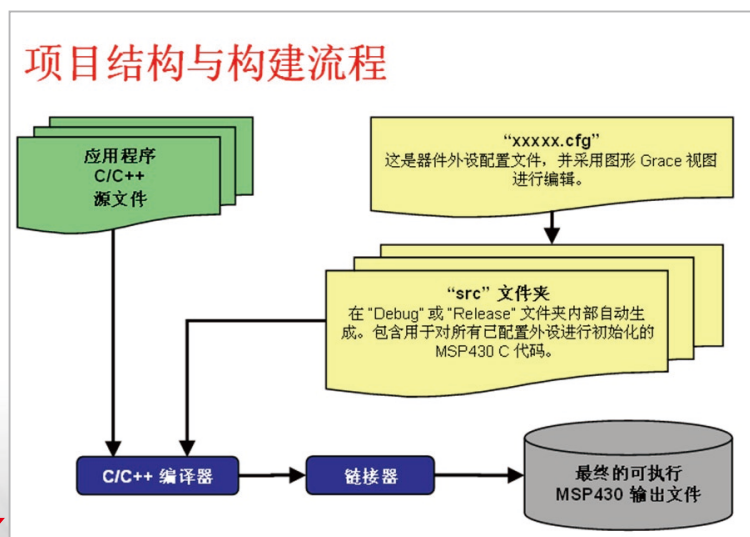 项目结构与构建流程
应用程序
C/C++
源文件
“xxxxx.cfg”
这是器件外设配置文件，并采用图形 Grace 视图
进行编辑。
“src” 文件夹
在 "Debug" 或 "Release" 文件夹内部自动生
成。包含用于对所有已配置外设进行初始化的
MSP430 C 代码。
C/C++ 编译器
链接器
最终的可执行
MSP430 输出文件